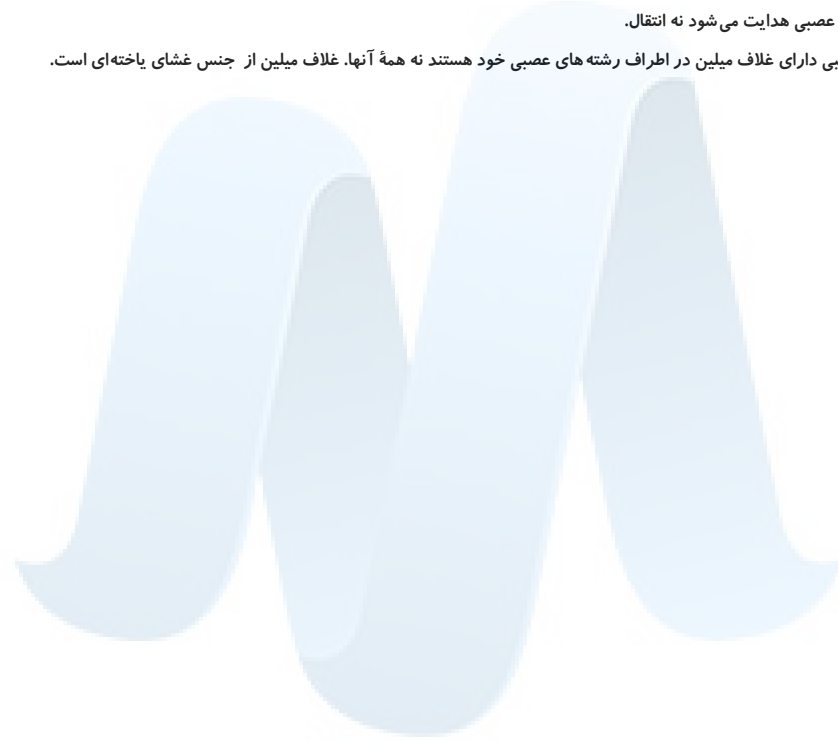 عصبی هدایت می‌شود نه انتقال.
دارای غلاف میلین در اطراف رشته‌های عصبی خود هستند نه همهٔ آنها. غلاف میلین از جنس غشای یاخته‌ای است.